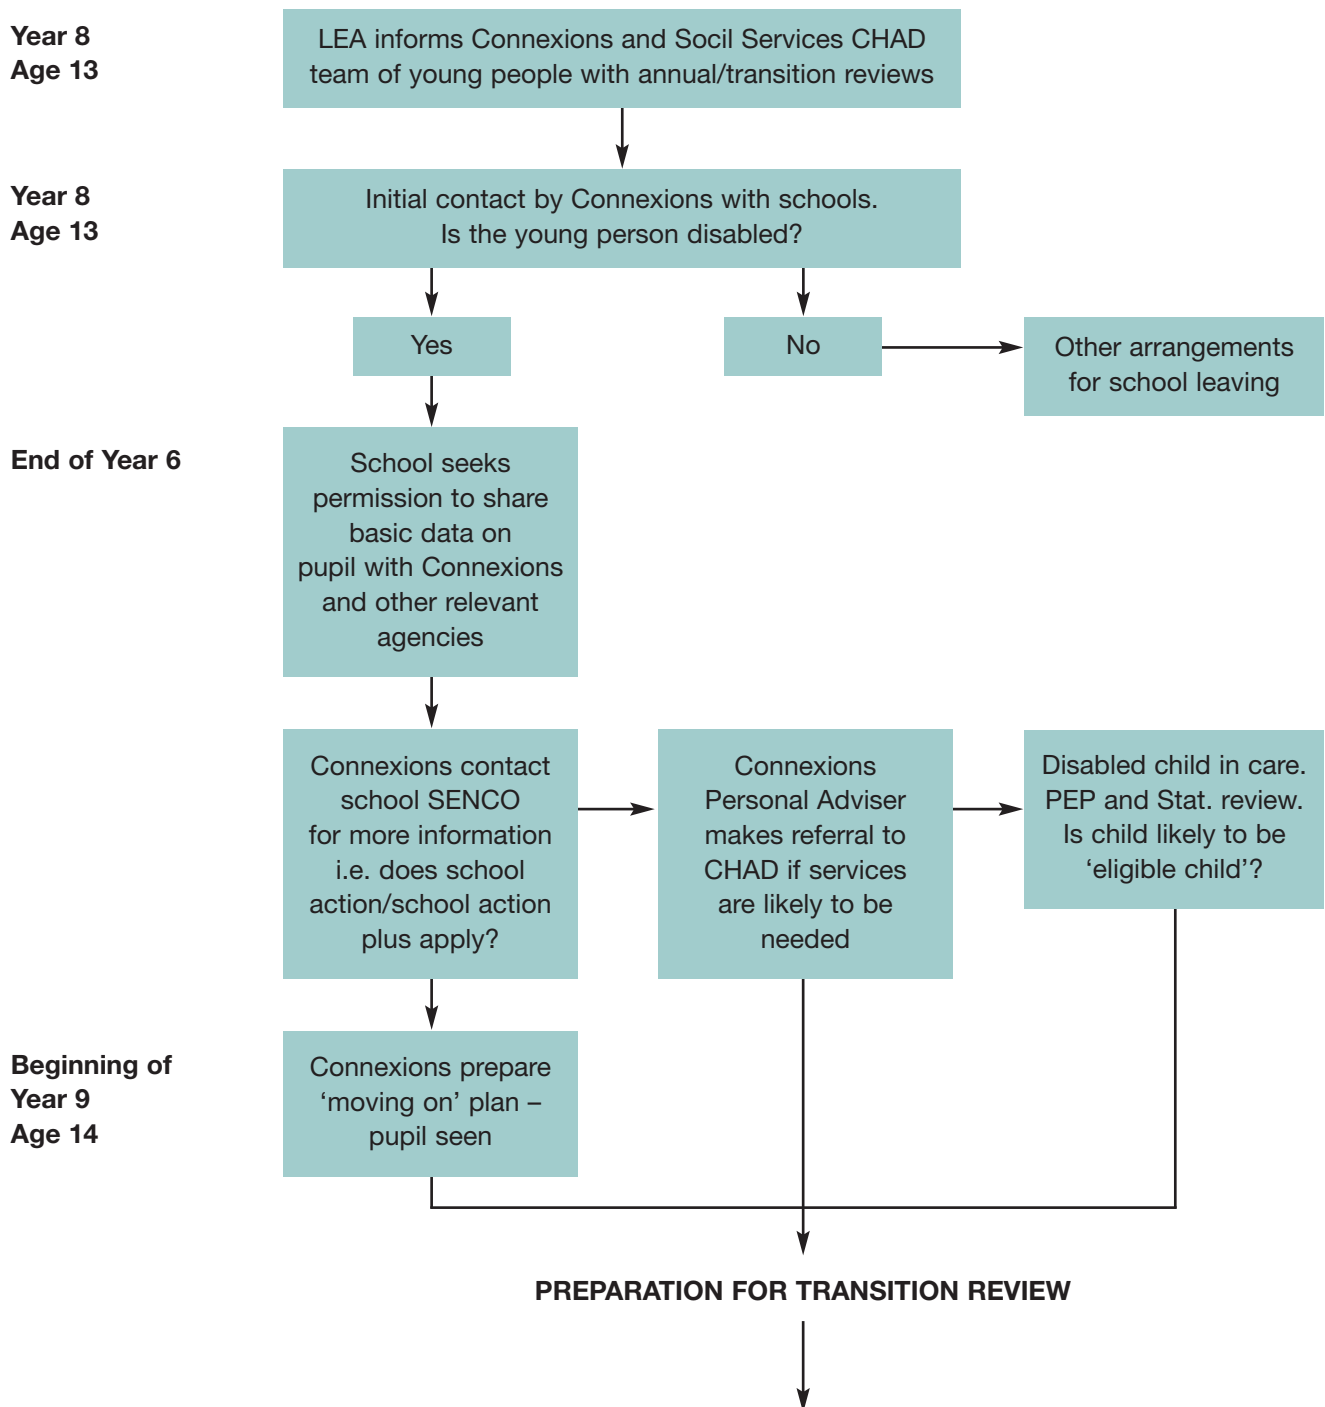 Year 8
Age 13
LEA informs Connexions and Socil Services CHAD
team of young people with annual/transition reviews
Year 8
Age 13
Initial contact by Connexions with schools.
Is the young person disabled?
Yes
No
Other arrangements
for school leaving
End of Year 6
School seeks
permission to share
basic data on
pupil with Connexions
and other relevant
agencies
Connexions contact
school SENCO
for more information
i.e. does school
action/school action
plus apply?
Connexions
Personal Adviser
makes referral to
CHAD if services
are likely to be
needed
Disabled child in care.
PEP and Stat. review.
Is child likely to be
‘eligible child’?
Beginning of
Year 9
Age 14
Connexions prepare
‘moving on’ plan –
pupil seen
PREPARATION FOR TRANSITION REVIEW